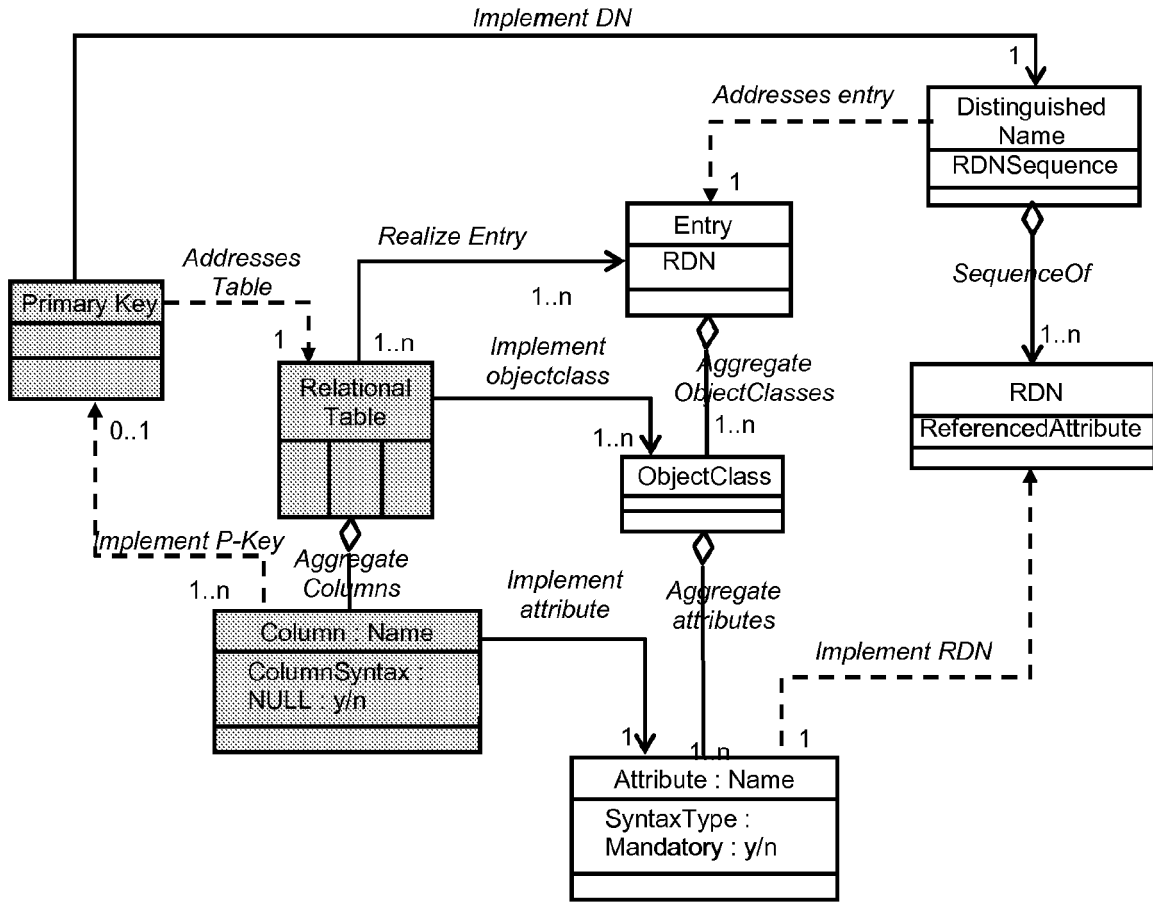 Implement DN
1
Addresses entry
Distinguished
Name
RDNSequence
1
Entry
RDN
Realize Entry
Addresses
Table
SequenceOf
Primary Key
1..n
1
1..n
1..n
Implement
objectclass
Aggregate
ObjectClasses
Relational
Table
RDN
ReferencedAttribute
0..1
1..n
1..n
ObjectClass
Implement P-Key
1..n
Aggregate
Columns
Implement
attribute
Aggregate
attributes
Column : Name
ColumnSyntax :
NULL : y/n
Implement RDN
1
1..n
1
Attribute : Name
SyntaxType :
Mandatory : y/n